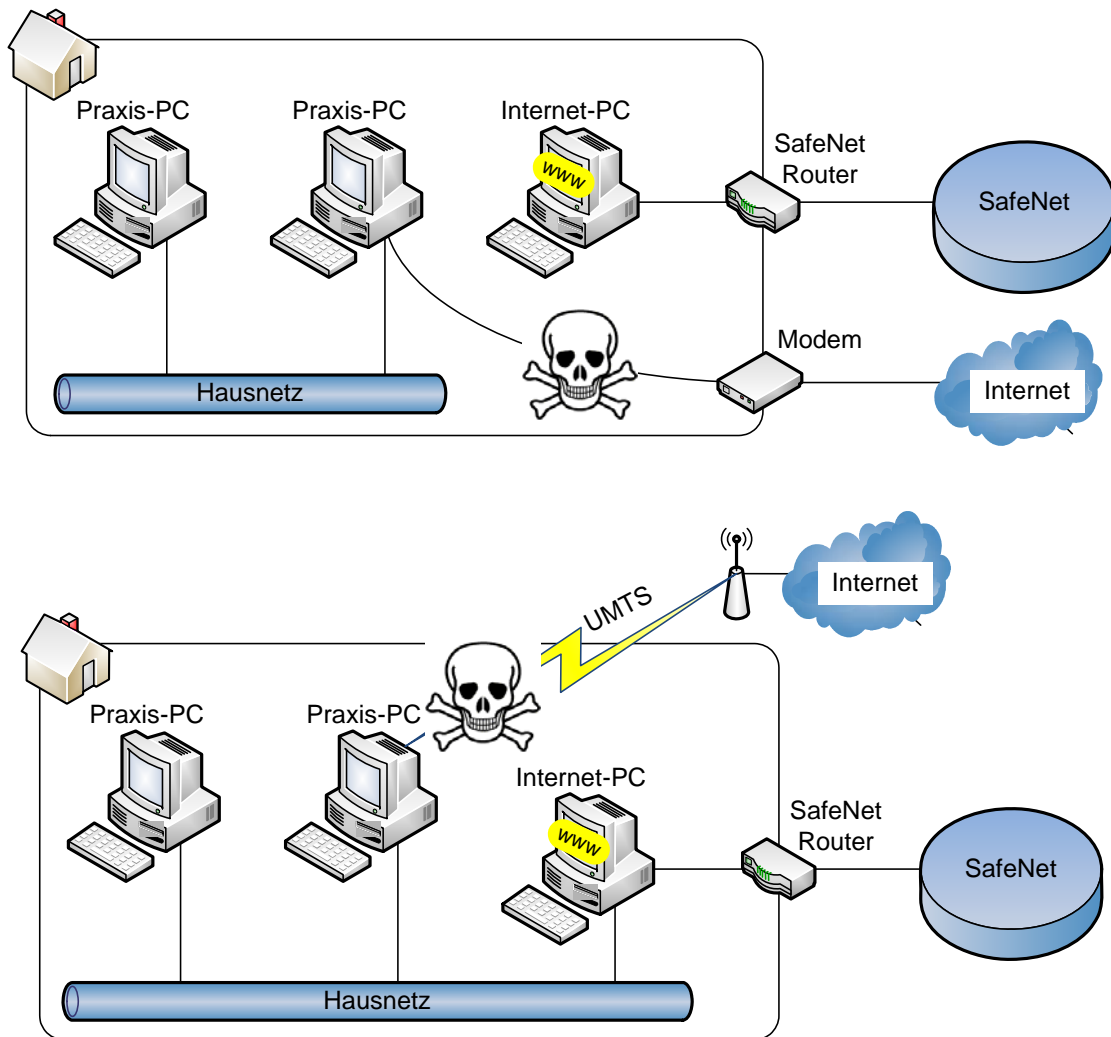 Praxis-PC
Praxis-PC
Internet-PC
www
SafeNet
Router
SafeNet
Modem
Internet
Hausnetz
UMTS
Internet
Praxis-PC
Praxis-PC
Internet-PC
www
SafeNet
Router
SafeNet
Hausnetz